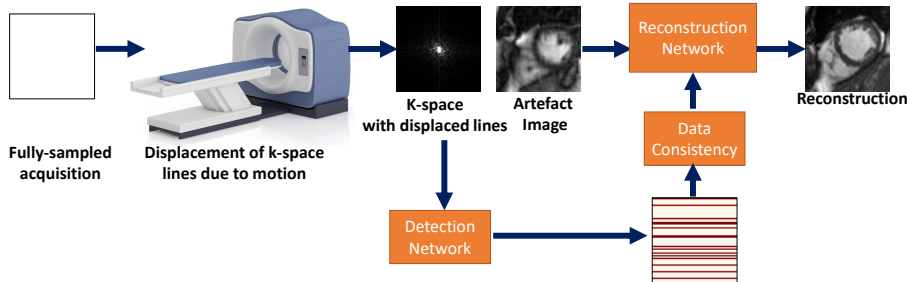 Fully-sampled
acquisition
Displacement of k-space
lines due to motion
K-space
with displaced lines
Artefact
Image
Reconstruction
Network
Reconstruction
Data
Consistency
Detection
Network